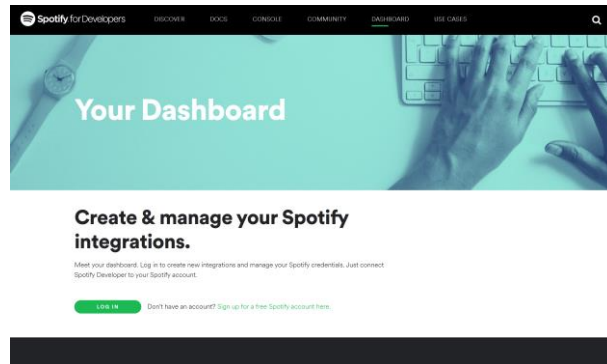 Spotify for Developers DISCOVER DOCS CONSOLE COMMUNITY DASHBOARD USE CASES
Your Dashboard
Create & manage your Spotify
integrations.
Meet your dashboard. Log in to create new integrations and manage your Spotify credentials. Just connect
Spotify Developer to your Spotify account.
LOG IN Don't have an account? Sign up for a free Spotify account here.